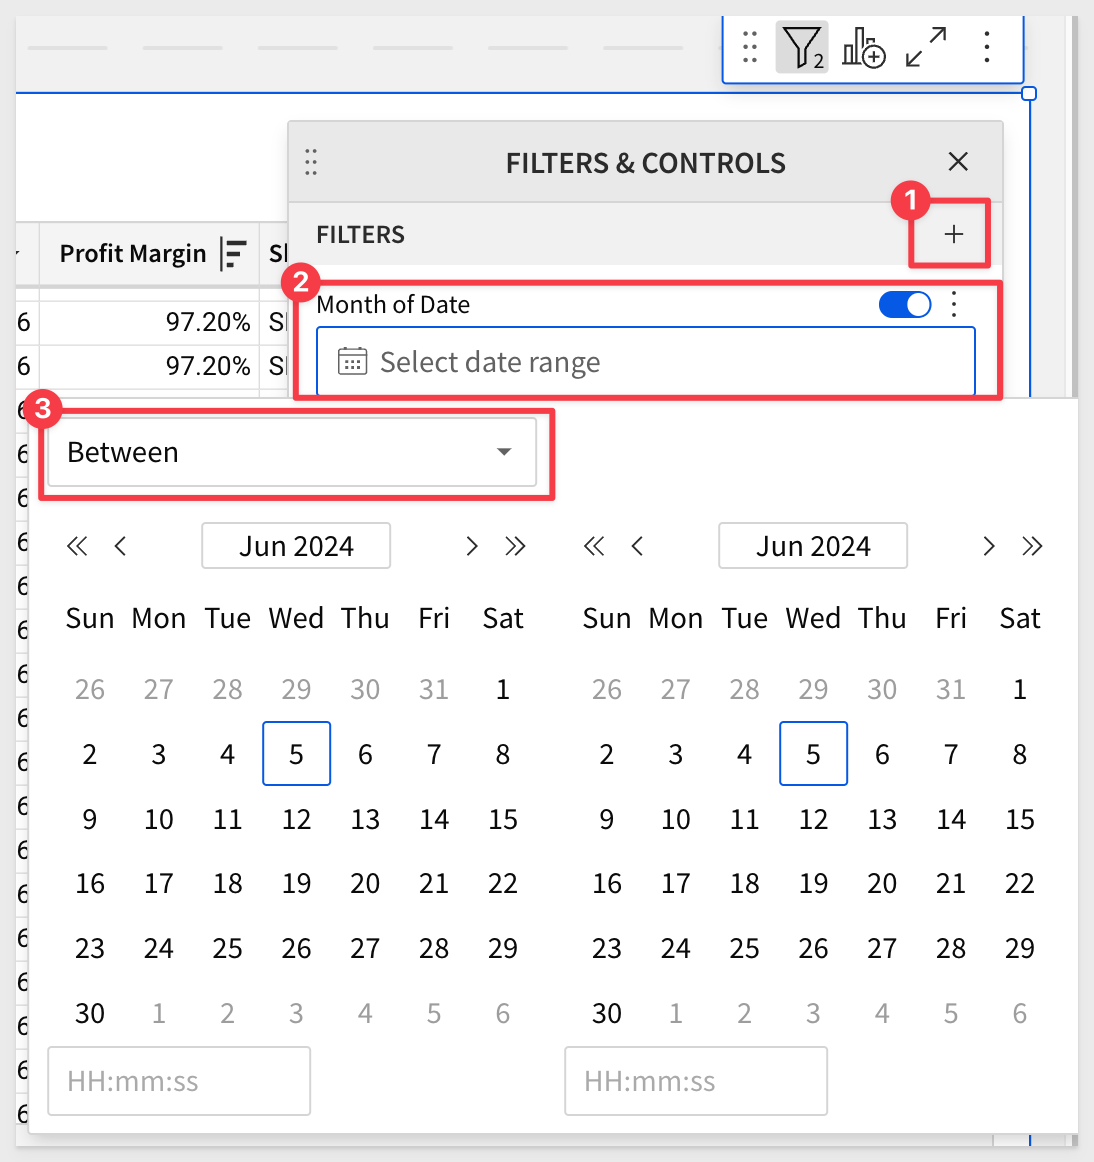 2
FILTERS & CONTROLS
1
FILTERS
Profit Margin
2
Month of Date
6 97.20%
Select date range
6 97.20%
3
Between
Jun 2024 Jun 2024
Sun Mon Tue Wed Thu Fri Sat Sun Mon Tue Wed Thu Fri Sat
26 27 28 29 30 31 1 26 27 28 29 30 31 1
2 3 4 5 6 7 8 2 3 4 5 6 7 8
9 10 11 12 13 14 15 9 10 11 12 13 14 15
16 17 18 19 20 21 22 16 17 18 19 20 21 22
23 24 25 26 27 28 29 23 24 25 26 27 28 29
30 1 2 3 4 5 6 30 1 2 3 4 5 6
HH:mm:ss HH:mm:ss